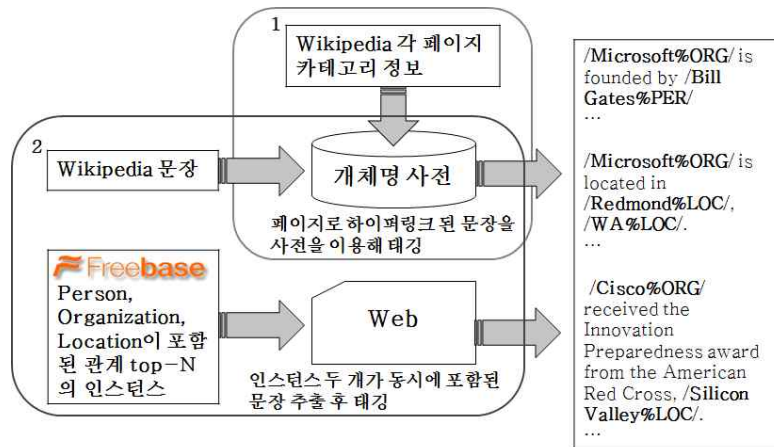 1
Wikipedia 각 페이지
카테고리 정보
2
Wikipedia 문장
개체명 사전
페이지로 하이퍼링크 된 문장을
사전을 이용해 태깅
Freebase
Person,
Organization,
Location이 포함
된 관계 top-N
의 인스턴스
Web
인스턴스 두 개가 동시에 포함된
문장 추출 후 태깅
/Microsoft%ORG/ is
founded by /Bill
Gates%PER/
...
/Microsoft%ORG/ is
located in
/Redmond%LOC/,
/WA%LOC/.
...
/Cisco%ORG/
received the
Innovation
Preparedness award
from the American
Red Cross, /Silicon
Valley%LOC/.
...